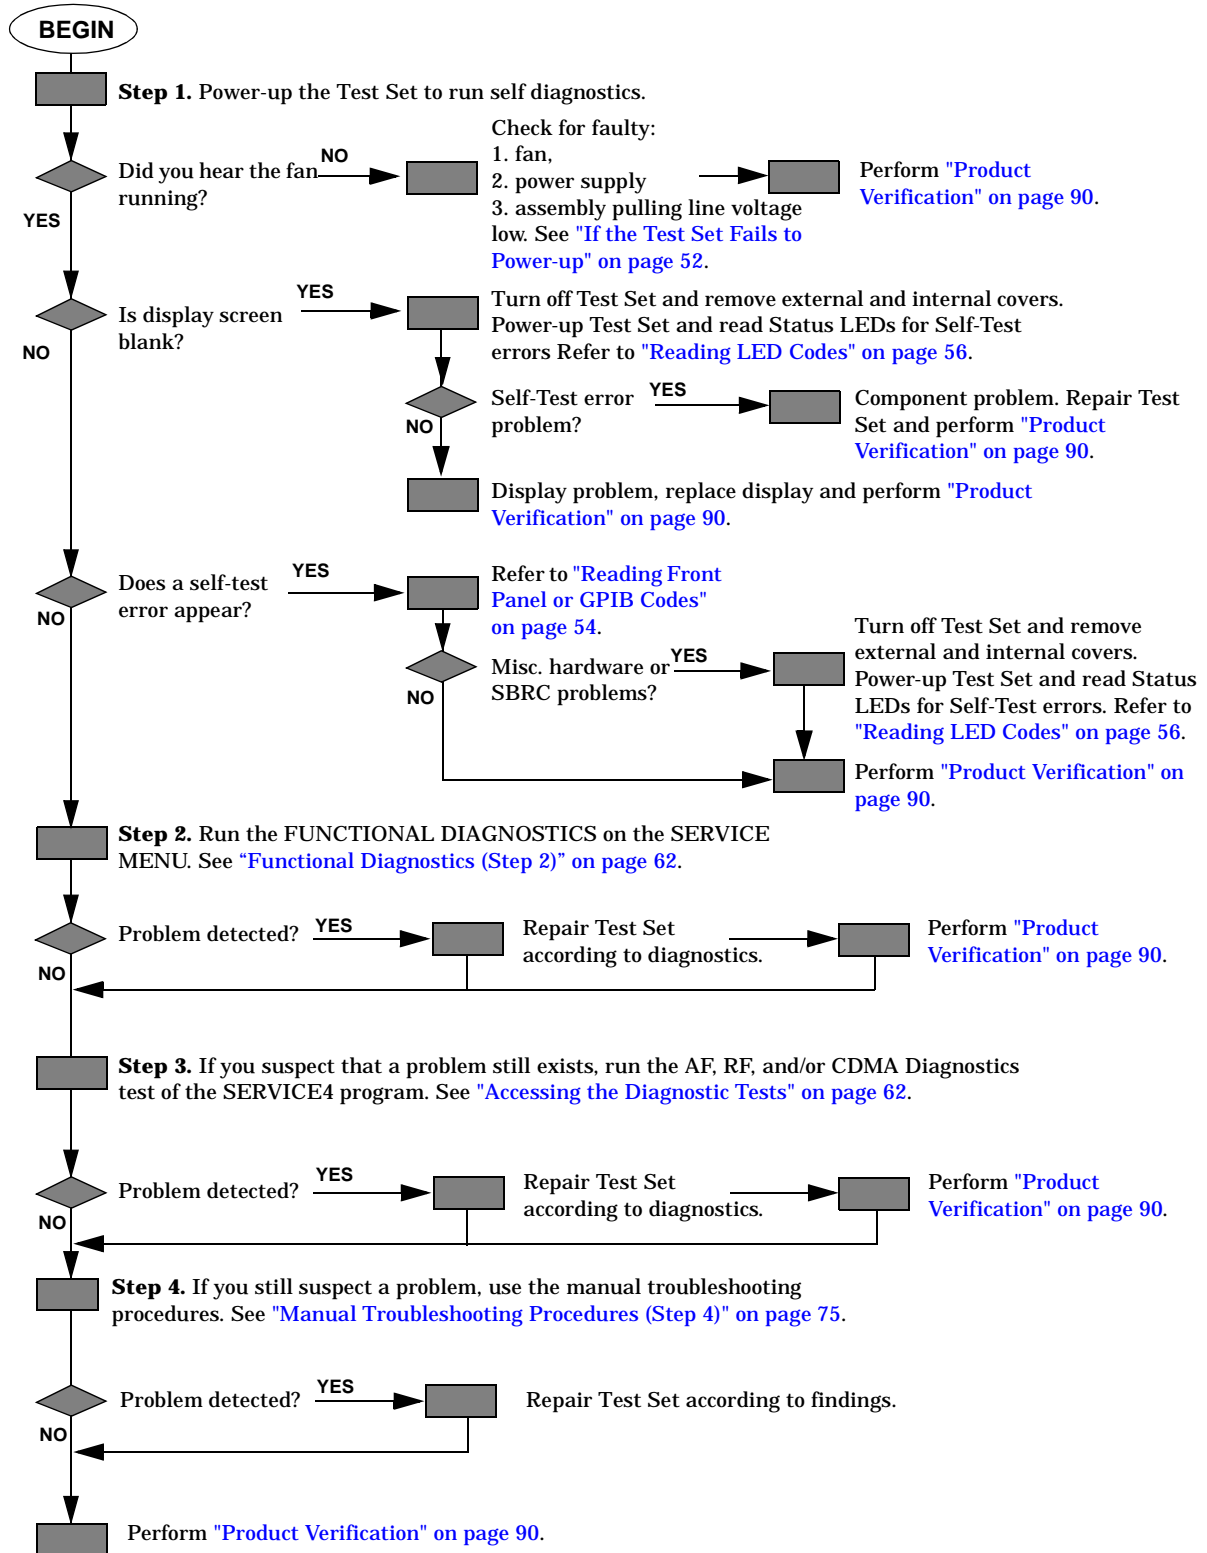 BEGIN
Step 1. Power-up the Test Set to run self diagnostics.
Did you hear the fan
running?
NO
YES
Check for faulty:
1. fan,
2. power supply
3. assembly pulling line voltage
low. See "If the Test Set Fails to
Power-up" on page 52.
Perform "Product
Verification" on page 90.
Is display screen
blank?
YES
NO
Turn off Test Set and remove external and internal covers.
Power-up Test Set and read Status LEDs for Self-Test
errors Refer to "Reading LED Codes" on page 56.
Self-Test error
problem?
YES
NO
Component problem. Repair Test
Set and perform "Product
Verification" on page 90.
Display problem, replace display and perform "Product
Verification" on page 90.
Does a self-test
error appear?
YES
NO
Refer to "Reading Front
Panel or GPIB Codes"
on page 54.
Misc. hardware or
SBRC problems?
YES
NO
Turn off Test Set and remove
external and internal covers.
Power-up Test Set and read Status
LEDs for Self-Test errors. Refer to
"Reading LED Codes" on page 56.
Perform "Product Verification" on
page 90.
Step 2. Run the FUNCTIONAL DIAGNOSTICS on the SERVICE
MENU. See “Functional Diagnostics (Step 2)” on page 62.
Problem detected?
YES
NO
Repair Test Set
according to diagnostics.
Perform "Product
Verification" on page 90.
Step 3. If you suspect that a problem still exists, run the AF, RF, and/or CDMA Diagnostics
test of the SERVICE4 program. See "Accessing the Diagnostic Tests" on page 62.
Problem detected?
YES
NO
Repair Test Set
according to diagnostics.
Perform "Product
Verification" on page 90.
Step 4. If you still suspect a problem, use the manual troubleshooting
procedures. See "Manual Troubleshooting Procedures (Step 4)" on page 75.
Problem detected?
YES
NO
Repair Test Set according to findings.
Perform "Product Verification" on page 90.